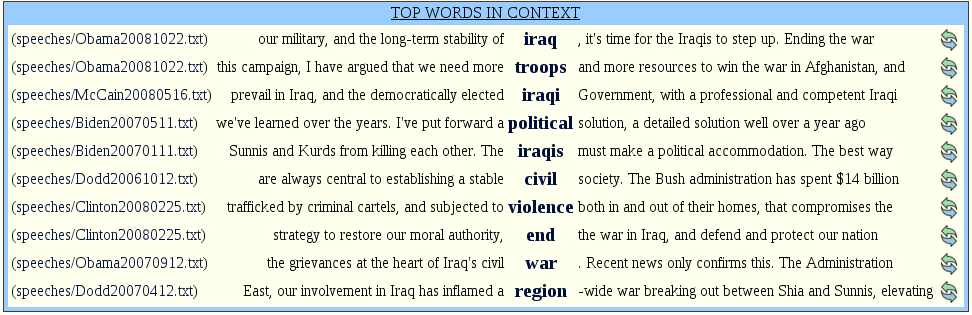 TOP WORDS IN CONTEXT
(speeches/Obama20081022.txt) our military, and the long-term stability of iraq , it's time for the Iraqis to step up. Ending the war
(speeches/Obama20081022.txt) this campaign, I have argued that we need more troops and more resources to win the war in Afghanistan, and
(speeches/McCain20080516.txt) prevail in Iraq, and the democratically elected iraqi Government, with a professional and competent Iraqi
(speeches/Biden20070511.txt) we've learned over the years. I've put forward a political solution, a detailed solution well over a year ago
(speeches/Biden20070111.txt) Sunnis and Kurds from killing each other. The iraqis must make a political accommodation. The best way
(speeches/Dodd20061012.txt) are always central to establishing a stable civil society. The Bush administration has spent $14 billion
(speeches/Clinton20080225.txt) trafficked by criminal cartels, and subjected to violence both in and out of their homes, that compromises the
(speeches/Clinton20080225.txt) strategy to restore our moral authority, end the war in Iraq, and defend and protect our nation
(speeches/Obama20070912.txt) the grievances at the heart of Iraq's civil war . Recent news only confirms this. The Administration
(speeches/Dodd20070412.txt) East, our involvement in Iraq has inflamed a region -wide war breaking out between Shia and Sunnis, elevating